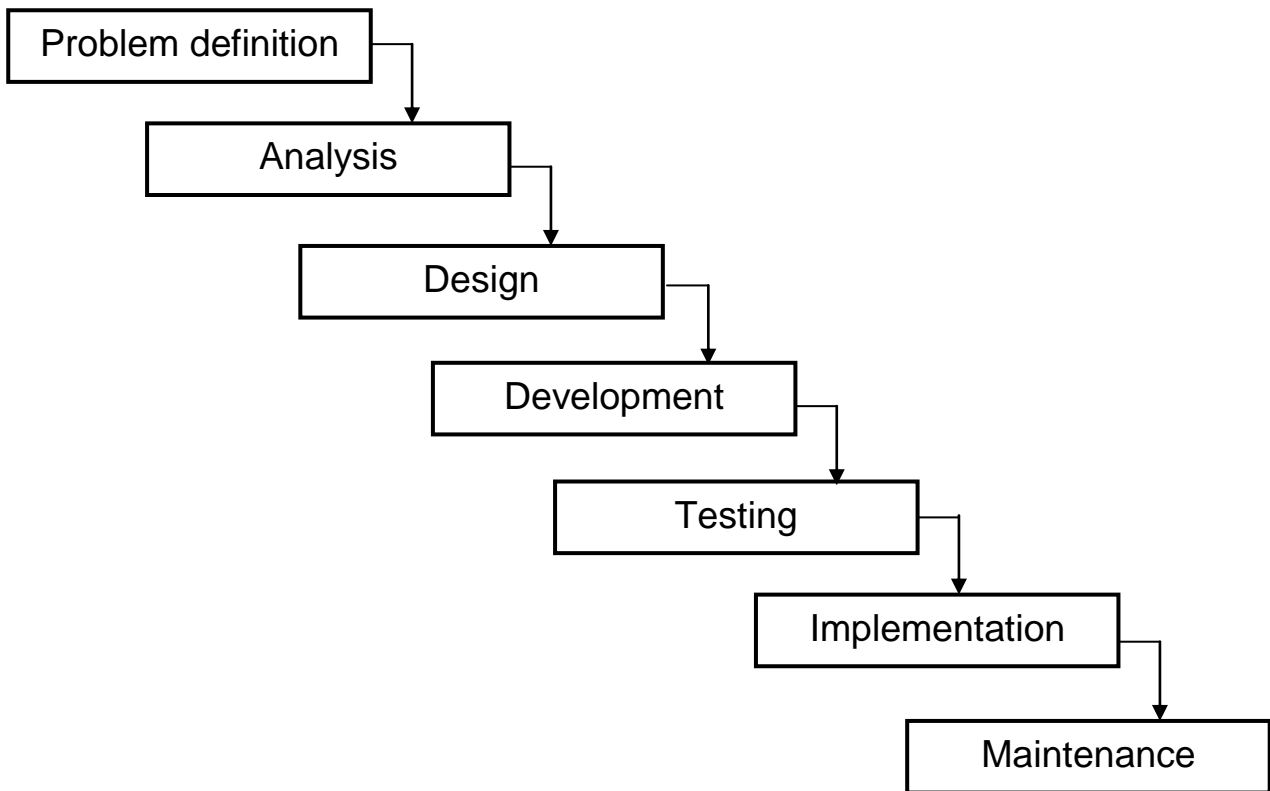 Problem definition
Analysis
Design
Development
Testing
Implementation
Maintenance